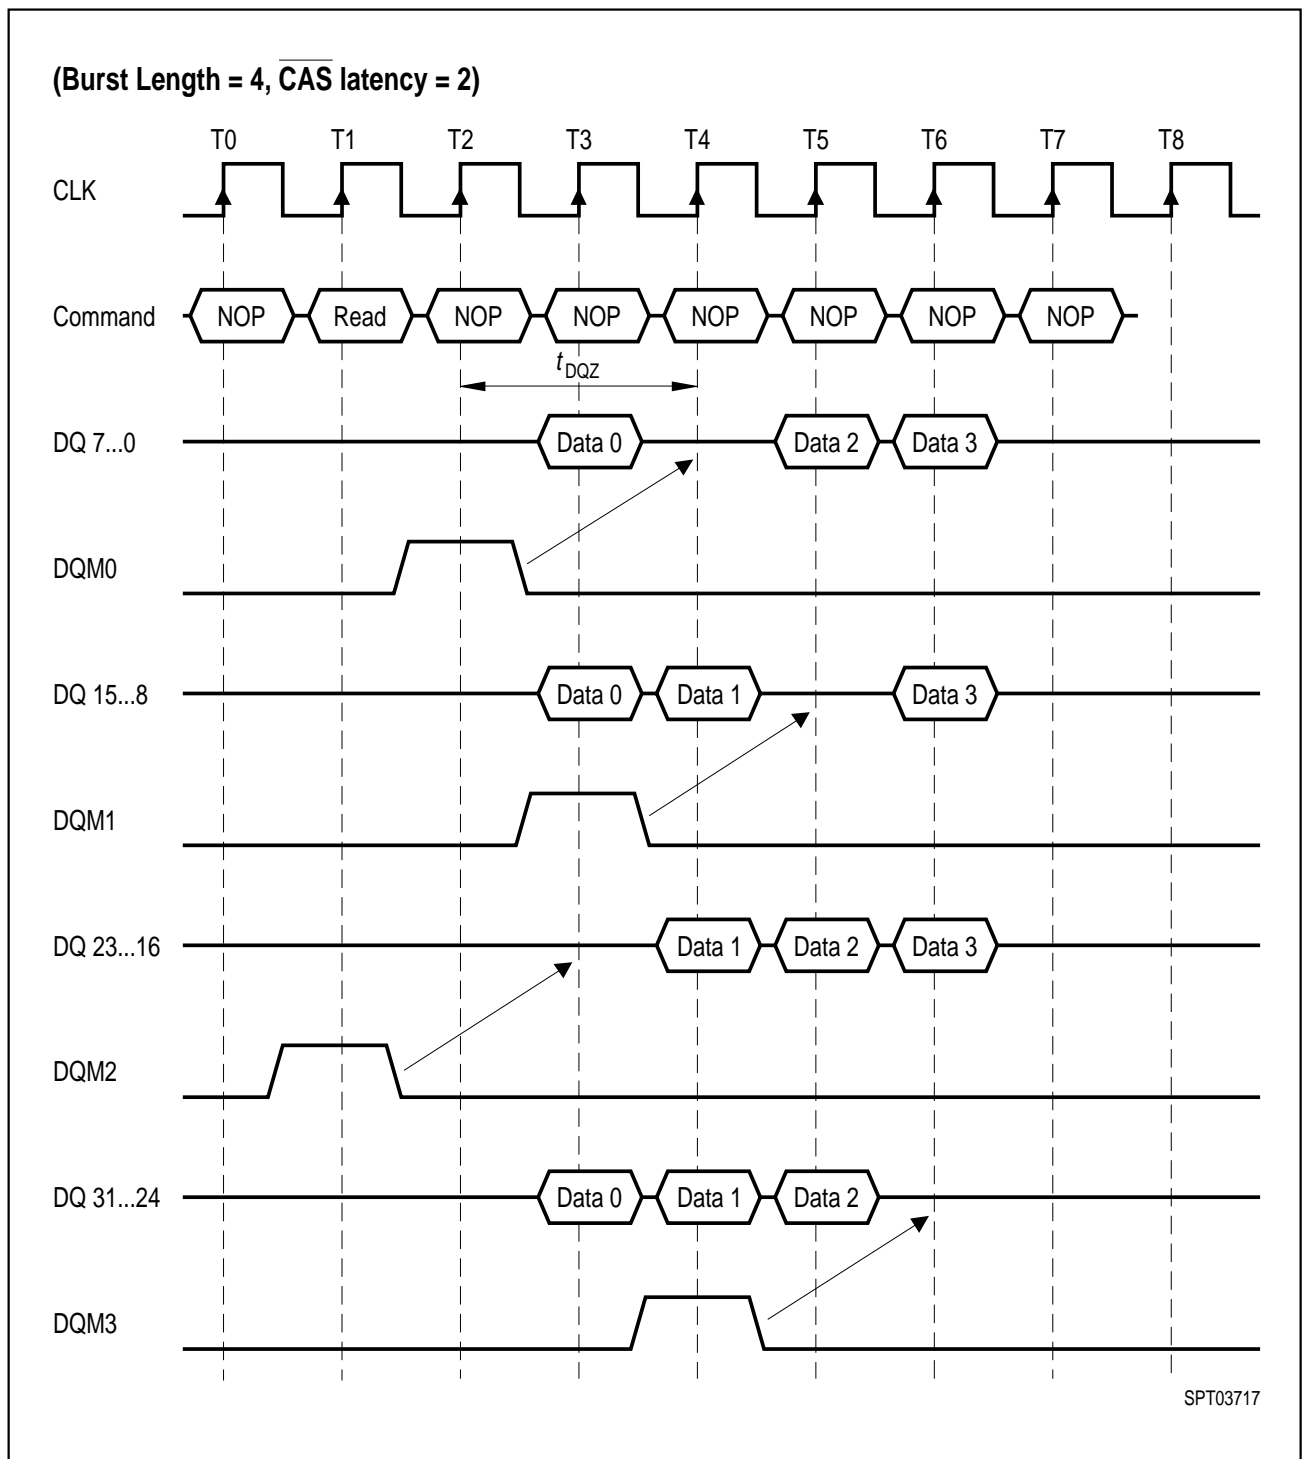 (Burst Length = 4, CAS latency = 2)
T0 T1 T2 T3 T4 T5 T6 T7 T8
CLK
Command NOP Read NOP NOP NOP NOP NOP NOP
t DQZ
DQ 7...0 Data 0 Data 2 Data 3
DQM0
DQ 15...8 Data 0 Data 1 Data 3
DQM1
DQ 23...16 Data 1 Data 2 Data 3
DQM2
DQ 31...24 Data 0 Data 1 Data 2
DQM3
SPT03717